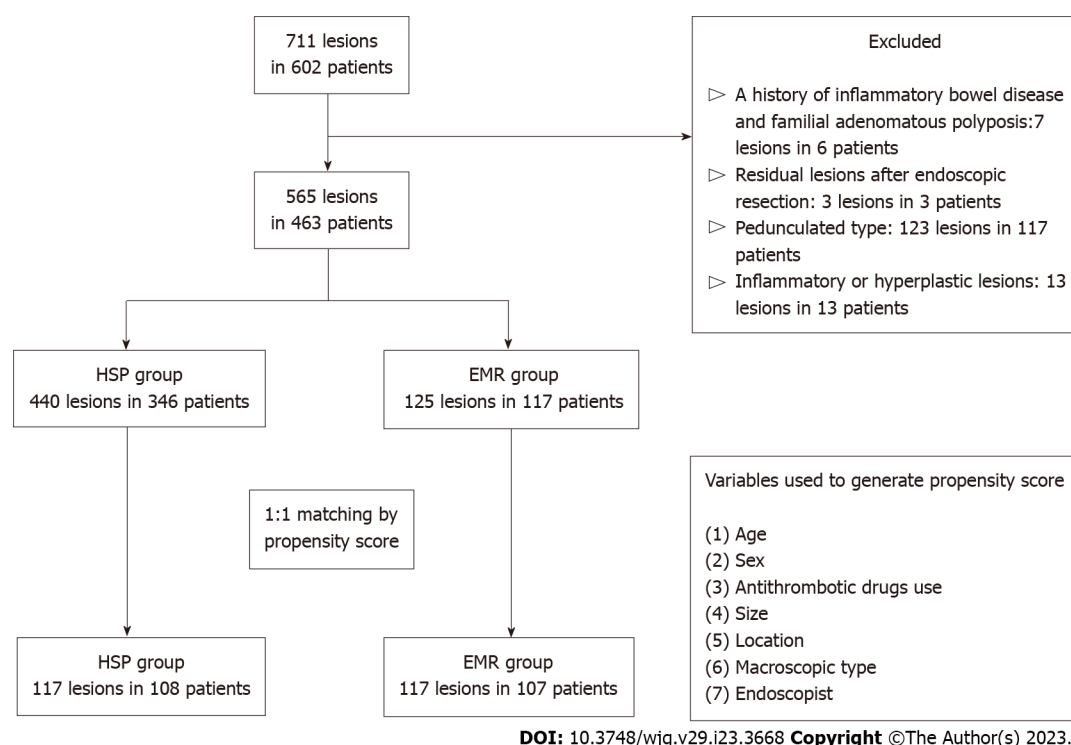 711 lesions
in 602 patients
Excluded
▷ A history of inflammatory bowel disease
and familial adenomatous polyposis:7
lesions in 6 patients
▷ Residual lesions after endoscopic
resection: 3 lesions in 3 patients
▷ Pedunculated type: 123 lesions in 117
patients
▷ Inflammatory or hyperplastic lesions: 13
lesions in 13 patients
565 lesions
in 463 patients
HSP group
440 lesions in 346 patients
EMR group
125 lesions in 117 patients
1:1 matching by
propensity score
Variables used to generate propensity score
(1) Age
(2) Sex
(3) Antithrombotic drugs use
(4) Size
(5) Location
(6) Macroscopic type
(7) Endoscopist
HSP group
117 lesions in 108 patients
EMR group
117 lesions in 107 patients
DOI: 10.3748/wjg.v29.i23.3668 Copyright ©The Author(s) 2023.